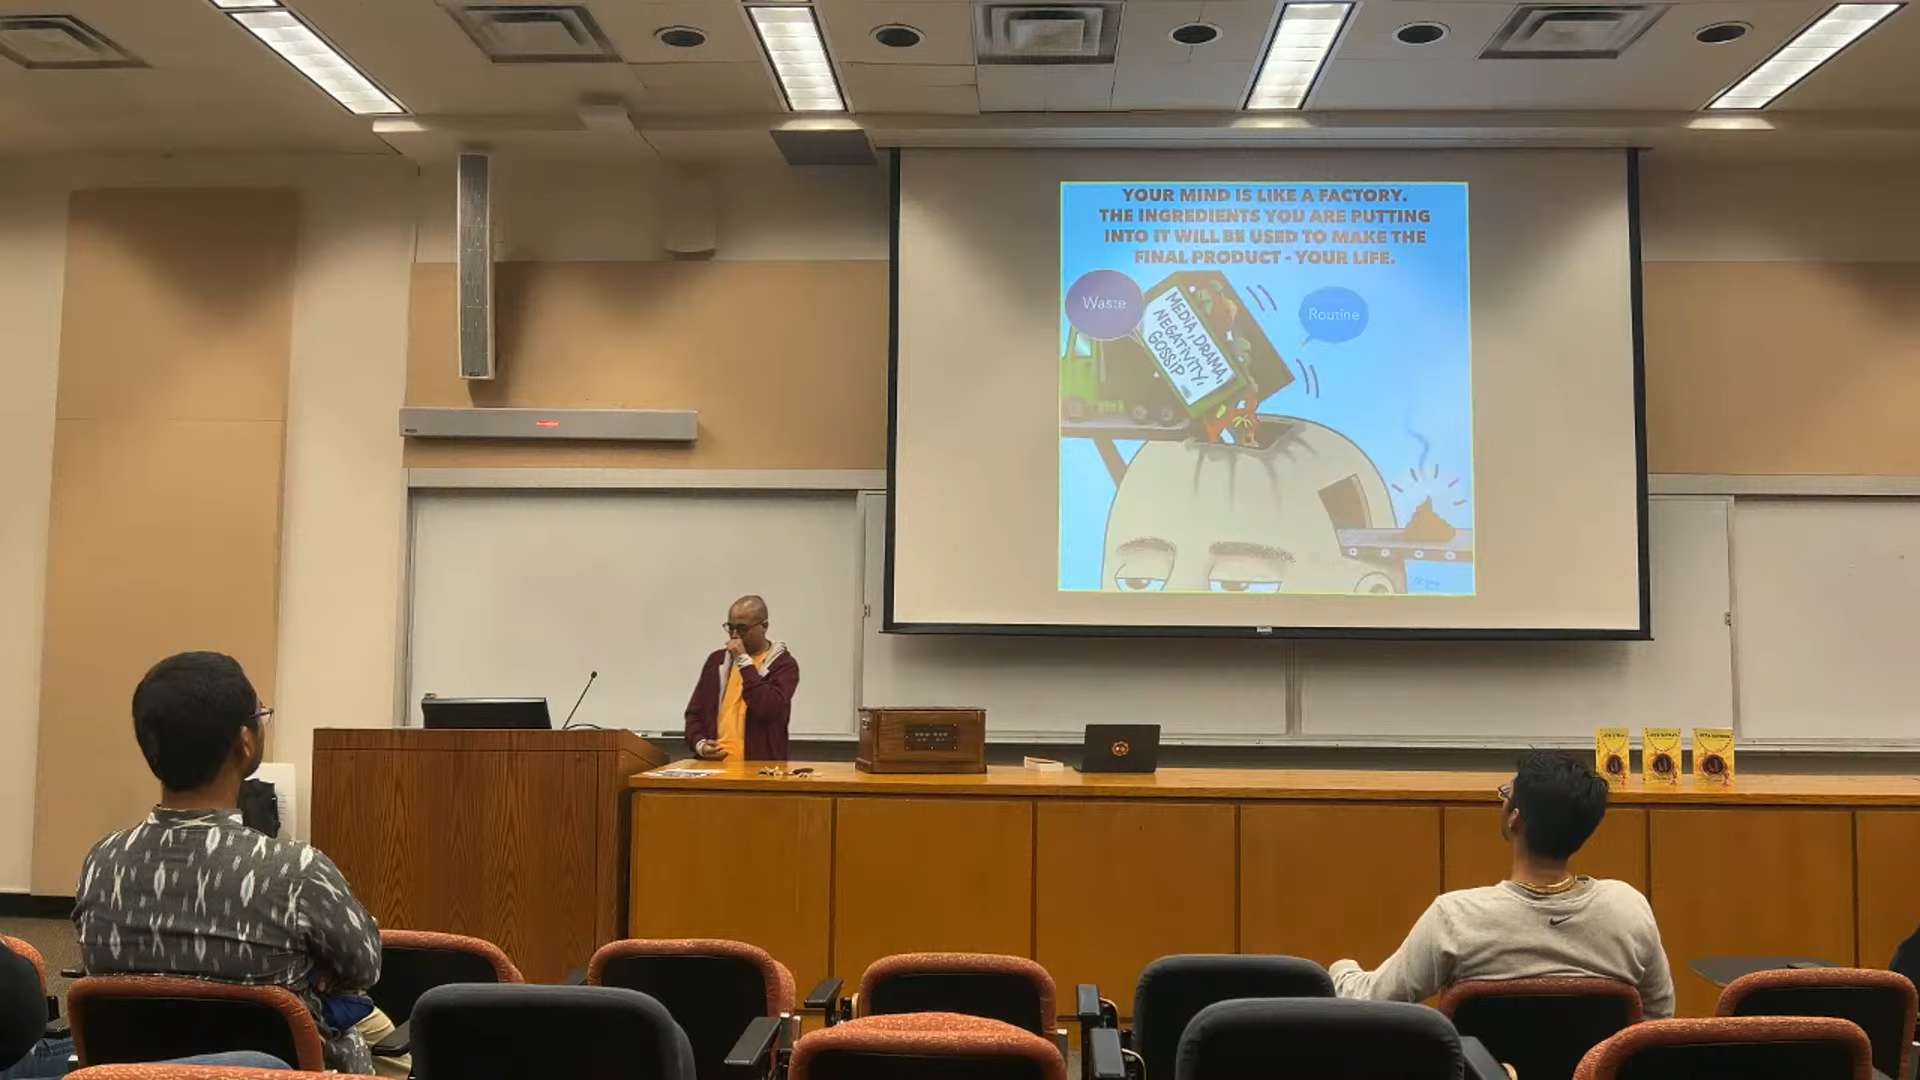 YOUR MIND IS LIKE A FACTORY.
THE INGREDIENTS YOU ARE PUTTING
INTO IT WILL BE USED TO MAKE THE
FINAL PRODUCT - YOUR LIFE.
Waste
MEDIA, DRAMA,
NEGATIVITY,
GOSSIP
Routine